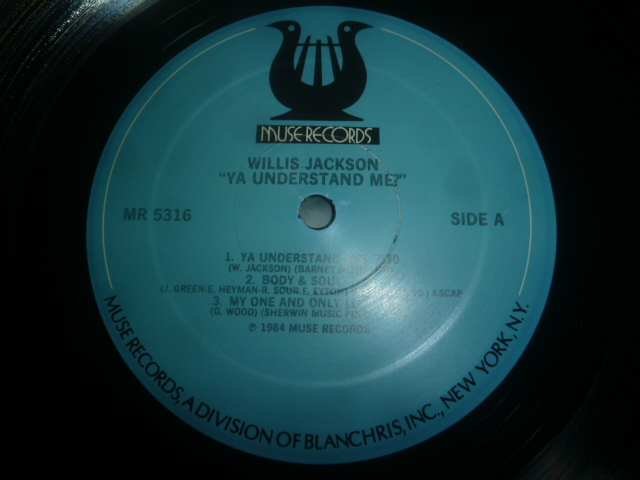 MUSE RECORDS
WILLIS JACKSON
"YA UNDERSTAND ME?"
MR 5316
SIDE A
1. YA UNDERSTAND
(W. JACKSON) (BARNET
2. BODY & SOUL
(J. GREEN-E. HEYMAN-R. SOUR-F. EYTON) ASCAP
3. MY ONE AND ONLY
(G. WOOD) (SHERWIN MUSIC
℗ 1984 MUSE RECORDS
MUSE RECORDS, A DIVISION OF BLANCHRIS, INC., NEW YORK, N.Y.